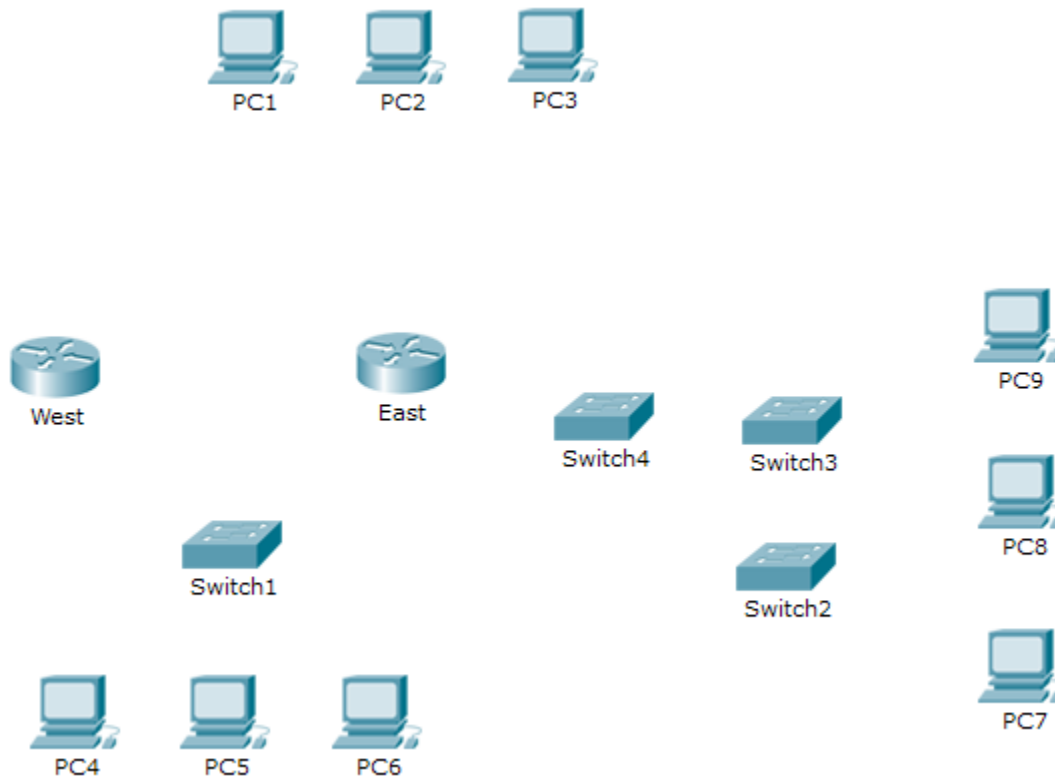 PC1
PC2
PC3
PC9
West
East
Switch4
Switch3
PC8
Switch1
Switch2
PC7
PC4
PC5
PC6